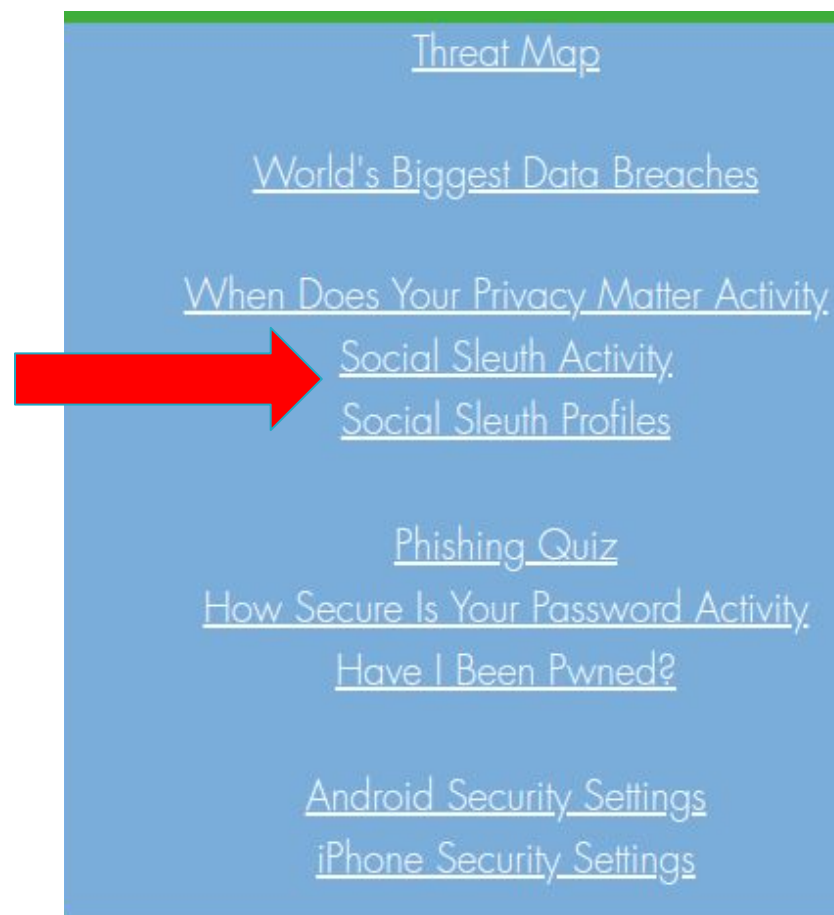 Threat Map
World's Biggest Data Breaches
When Does Your Privacy Matter Activity
Social Sleuth Activity
Social Sleuth Profiles
Phishing Quiz
How Secure Is Your Password Activity
Have I Been Pwned?
Android Security Settings
iPhone Security Settings